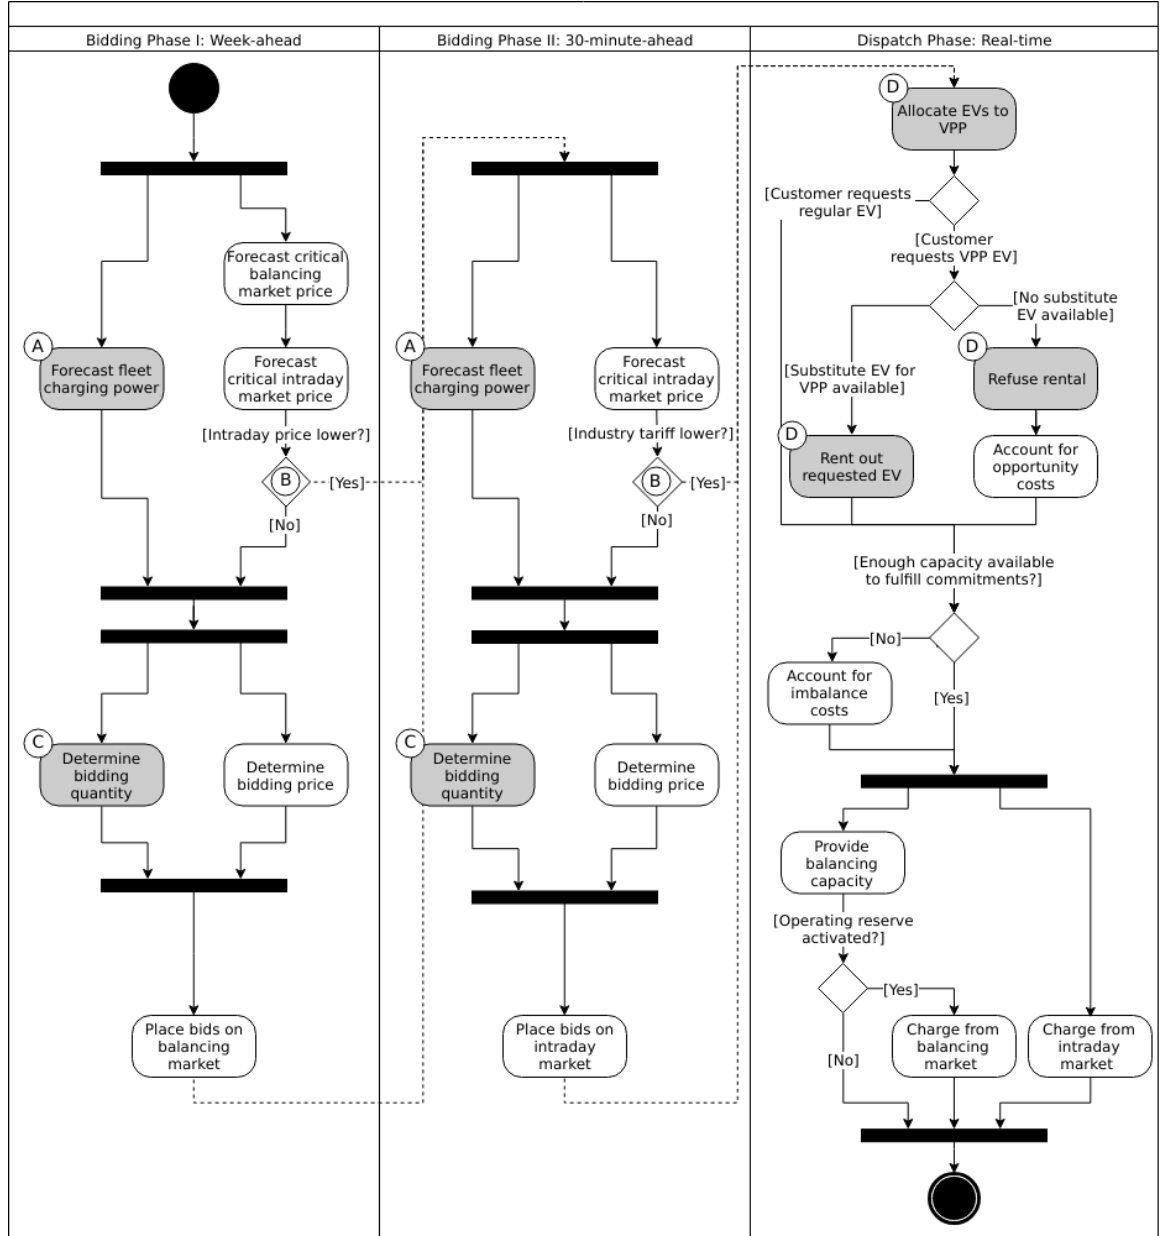 Bidding Phase I: Week-ahead
Forecast critical
balancing
market price
A
Forecast fleet
charging power
Forecast
critical intraday
market price
[Intraday price lower?]
B
[Yes]
[No]
C
Determine
bidding
quantity
Determine
bidding price
Place bids on
balancing
market
Bidding Phase II: 30-minute-ahead
A
Forecast fleet
charging power
Forecast
critical intraday
market price
[Industry tariff lower?]
B
[Yes]
[No]
C
Determine
bidding
quantity
Determine
bidding price
Place bids on
intraday
market
Dispatch Phase: Real-time
D
Allocate EVs to
VPP
[Customer requests
regular EV]
[Customer
requests VPP EV]
[No substitute
EV available]
[Substitute EV for
VPP available]
D
Refuse rental
D
Rent out
requested EV
Account for
opportunity
costs
[Enough capacity available
to fulfill commitments?]
[No]
Account for
imbalance
costs
[Yes]
Provide
balancing
capacity
[Operating reserve
activated?]
[Yes]
[No]
Charge from
balancing
market
Charge from
intraday
market